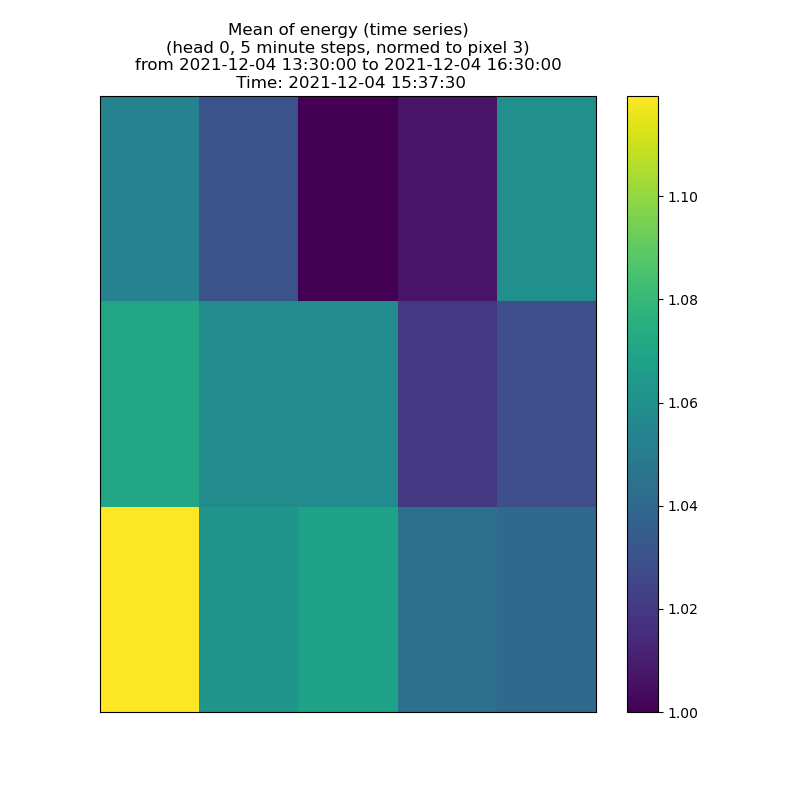 Mean of energy (time series)
(head 0, 5 minute steps, normed to pixel 3)
from 2021-12-04 13:30:00 to 2021-12-04 16:30:00
Time: 2021-12-04 15:37:30
1.10
1.08
1.06
1.04
1.02
1.00